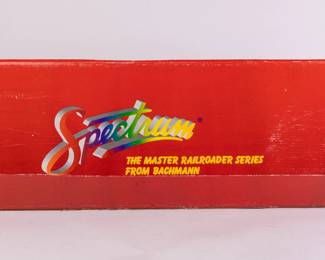 Spectrum®
THE MASTER RAILROADER SERIES
FROM BACHMANN